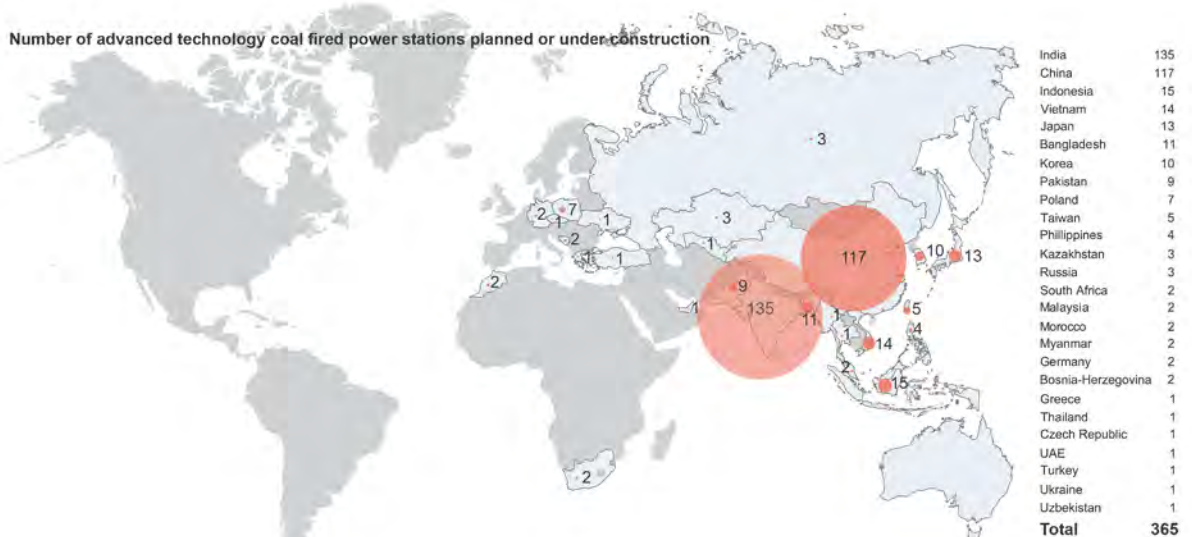 Number of advanced technology coal fired power stations planned or under construction
India 135
China 117
Indonesia 15
Vietnam 14
Japan 13
Bangladesh 11
Korea 10
Pakistan 9
Poland 7
Taiwan 5
Phillippines 4
Kazakhstan 3
Russia 3
South Africa 2
Malaysia 2
Morocco 2
Myanmar 2
Germany 2
Bosnia-Herzegovina 2
Greece 1
Thailand 1
Czech Republic 1
UAE 1
Turkey 1
Ukraine 1
Uzbekistan 1
Total 365
3
2
7
1
1
3
2
1
1
1
2
117
10
13
9
1
135
11
1
5
1
4
14
2
15
2